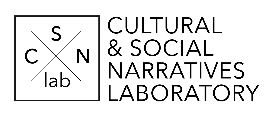 S
C N
lab
CULTURAL
& SOCIAL
NARRATIVES
LABORATORY